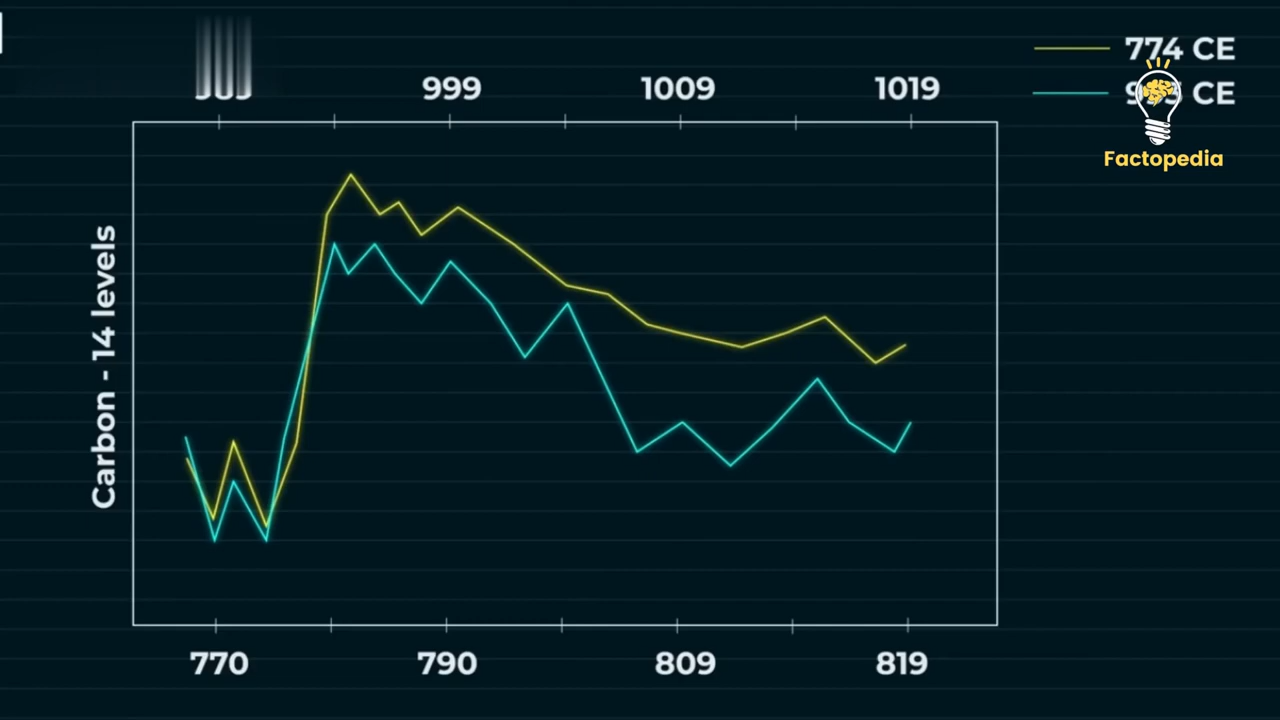 774 CE
999 1009 1019
CE
Factopedia
Carbon - 14 levels
770 790 809 819